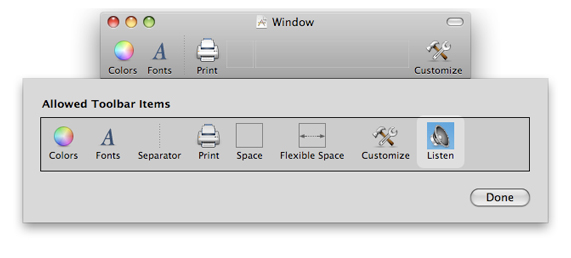 Window
Colors Fonts Print Customize
Allowed Toolbar Items
Colors Fonts Separator Print Space Flexible Space Customize Listen
Done